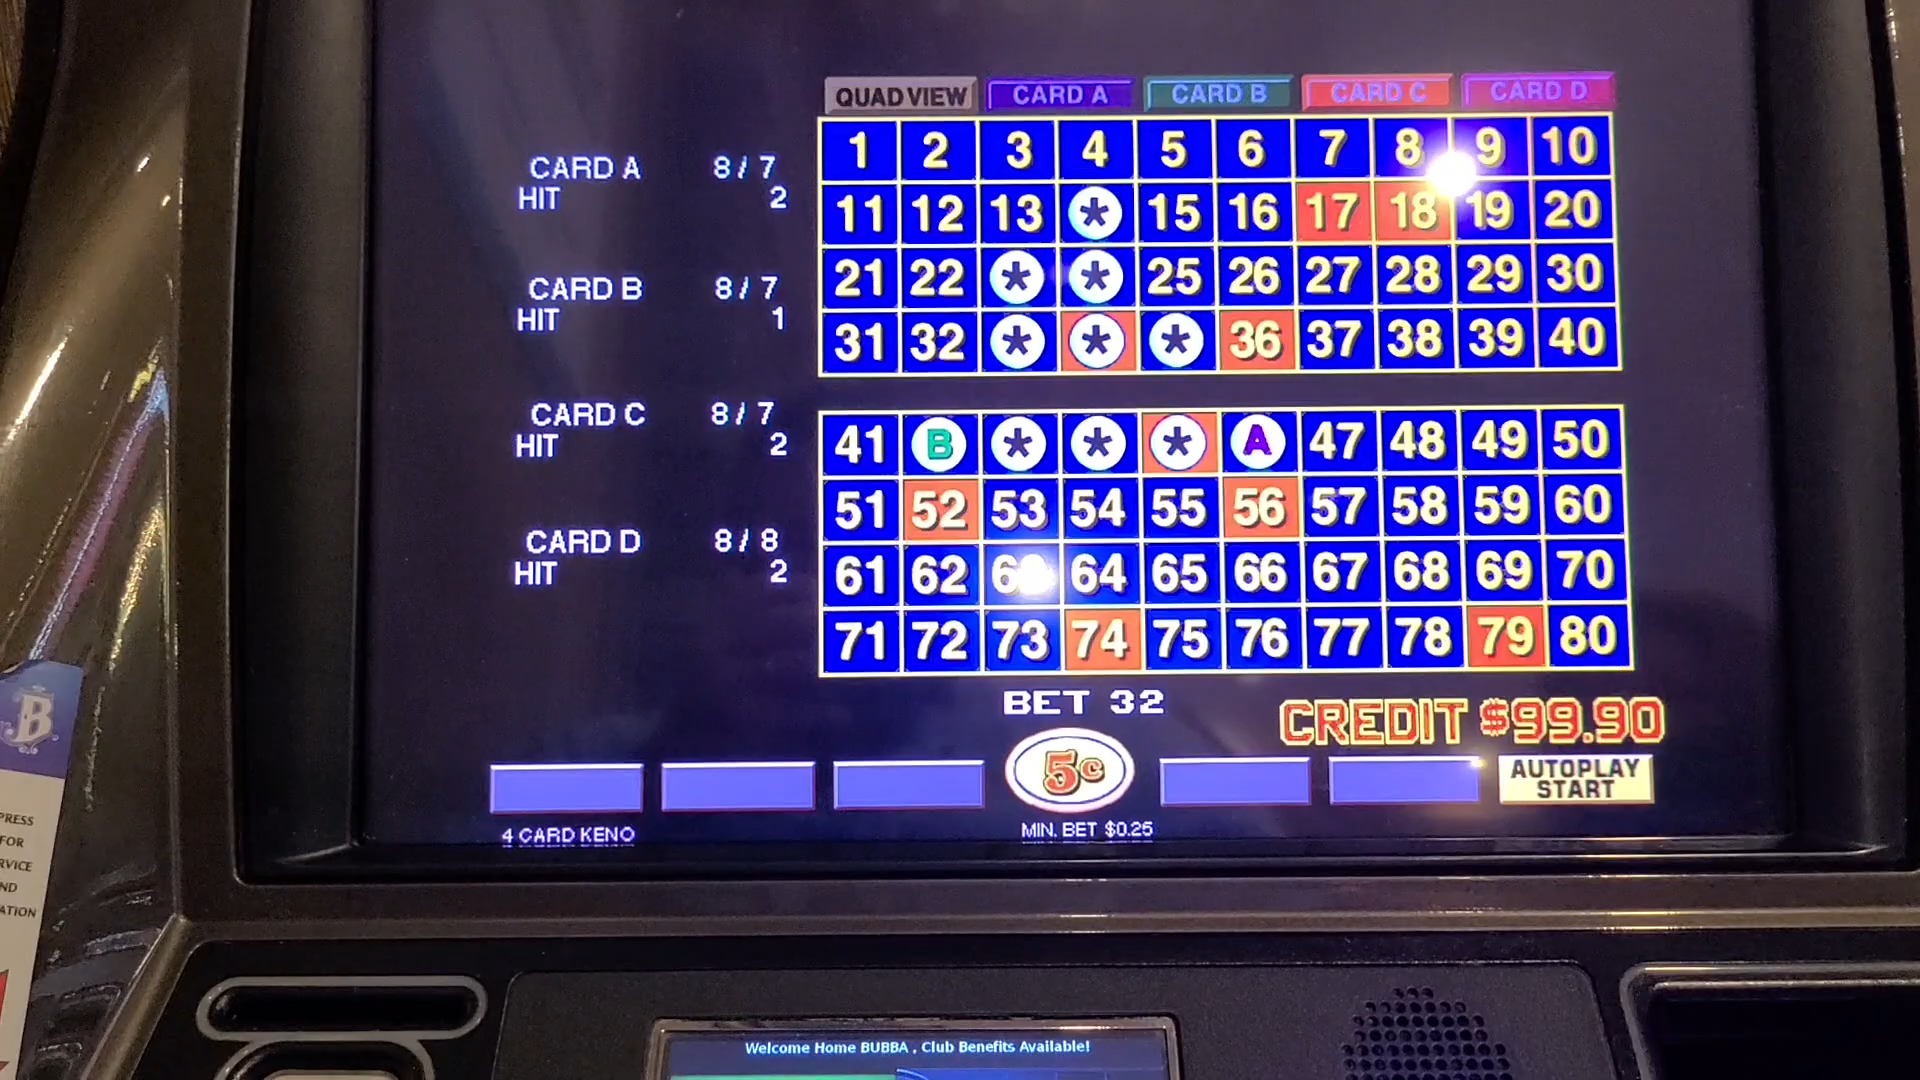 QUAD VIEW CARD A CARD B CARD C CARD D
CARD A 8/7
HIT 2
CARD B 8/7
HIT 1
CARD C 8/7
HIT 2
CARD D 8/8
HIT 2
1 2 3 4 5 6 7 8 9 10
11 12 13 * 15 16 17 18 19 20
21 22 * * 25 26 27 28 29 30
31 32 * * * 36 37 38 39 40
41 B * * * A 47 48 49 50
51 52 53 54 55 56 57 58 59 60
61 62 64 65 66 67 68 69 70
71 72 73 74 75 76 77 78 79 80
BET 32
CREDIT $99.90
5¢
AUTOPLAY
START
4 CARD KENO
MIN. BET $0.25
B
PRESS
FOR
Welcome Home BUBBA , Club Benefits Available!